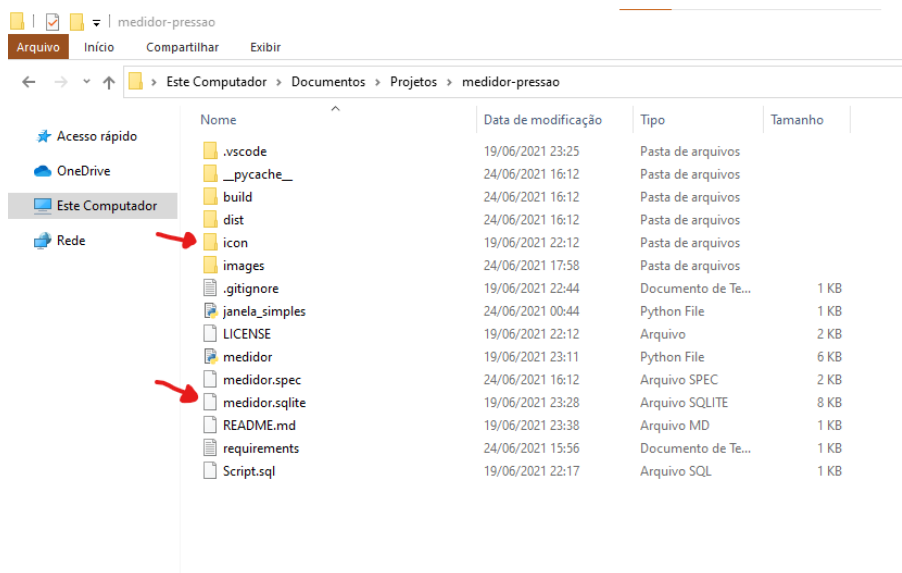 medidor-pressao
Arquivo Início Compartilhar Exibir
Este Computador > Documentos > Projetos > medidor-pressao
Acesso rápido
OneDrive
Este Computador
Rede
Nome Data de modificação Tipo Tamanho
.vscode 19/06/2021 23:25 Pasta de arquivos
__pycache__ 24/06/2021 16:12 Pasta de arquivos
build 24/06/2021 16:12 Pasta de arquivos
dist 24/06/2021 16:12 Pasta de arquivos
icon 19/06/2021 22:12 Pasta de arquivos
images 24/06/2021 17:58 Pasta de arquivos
.gitignore 19/06/2021 22:44 Documento de Te... 1 KB
janela_simples 24/06/2021 00:44 Python File 1 KB
LICENSE 19/06/2021 22:12 Arquivo 2 KB
medidor 19/06/2021 23:11 Python File 6 KB
medidor.spec 24/06/2021 16:12 Arquivo SPEC 2 KB
medidor.sqlite 19/06/2021 23:28 Arquivo SQLITE 8 KB
README.md 19/06/2021 23:38 Arquivo MD 1 KB
requirements 24/06/2021 15:56 Documento de Te... 1 KB
Script.sql 19/06/2021 22:17 Arquivo SQL 1 KB